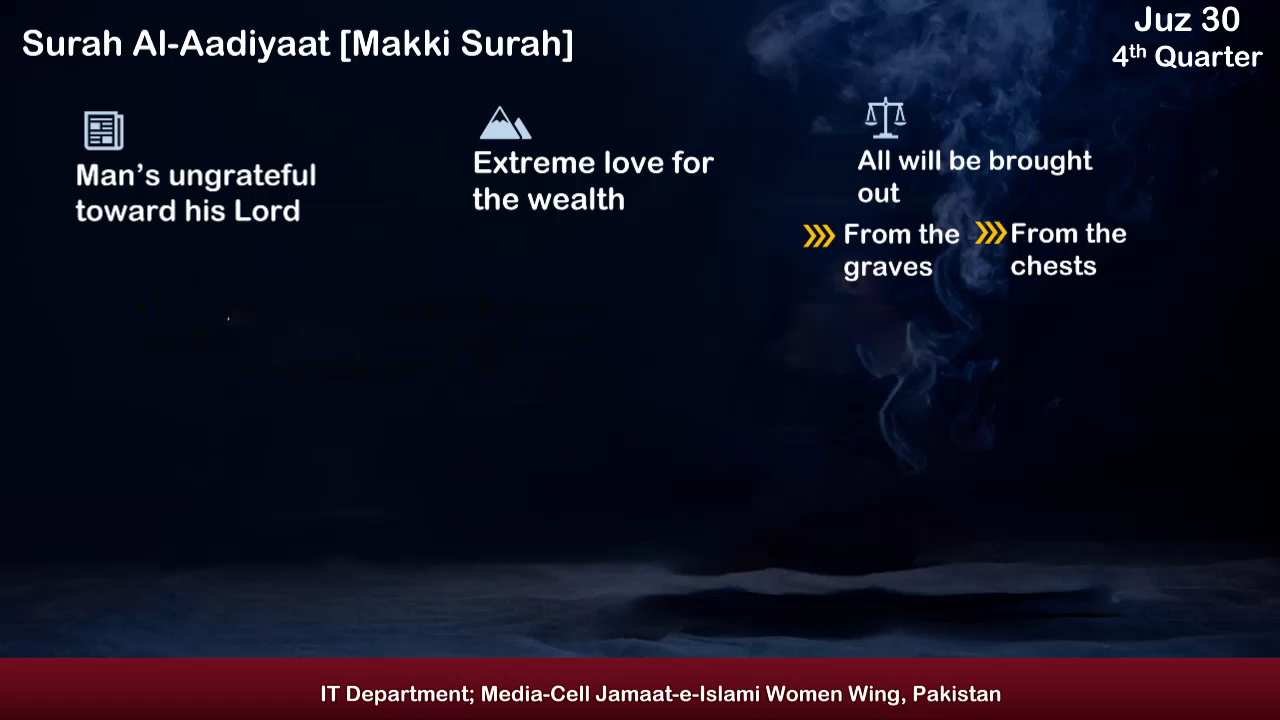 Surah Al-Aadiyaat [Makki Surah]
Juz 30
4th Quarter
Man's ungrateful
toward his Lord
Extreme love for
the wealth
All will be brought
out
From the
graves
From the
chests
IT Department; Media-Cell Jamaat-e-Islami Women Wing, Pakistan